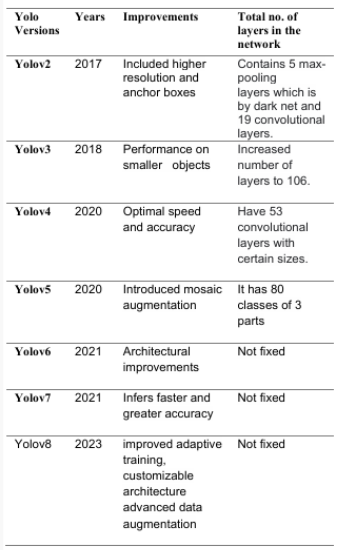 Yolo Versions Years Improvements Total no. of layers in the network
Yolov2 2017 Included higher resolution and anchor boxes Contains 5 max-pooling layers which is by dark net and 19 convolutional layers.
Yolov3 2018 Performance on smaller objects Increased number of layers to 106.
Yolov4 2020 Optimal speed and accuracy Have 53 convolutional layers with certain sizes.
Yolov5 2020 Introduced mosaic augmentation It has 80 classes of 3 parts
Yolov6 2021 Architectural improvements Not fixed
Yolov7 2021 Infers faster and greater accuracy Not fixed
Yolov8 2023 improved adaptive training, customizable architecture advanced data augmentation Not fixed